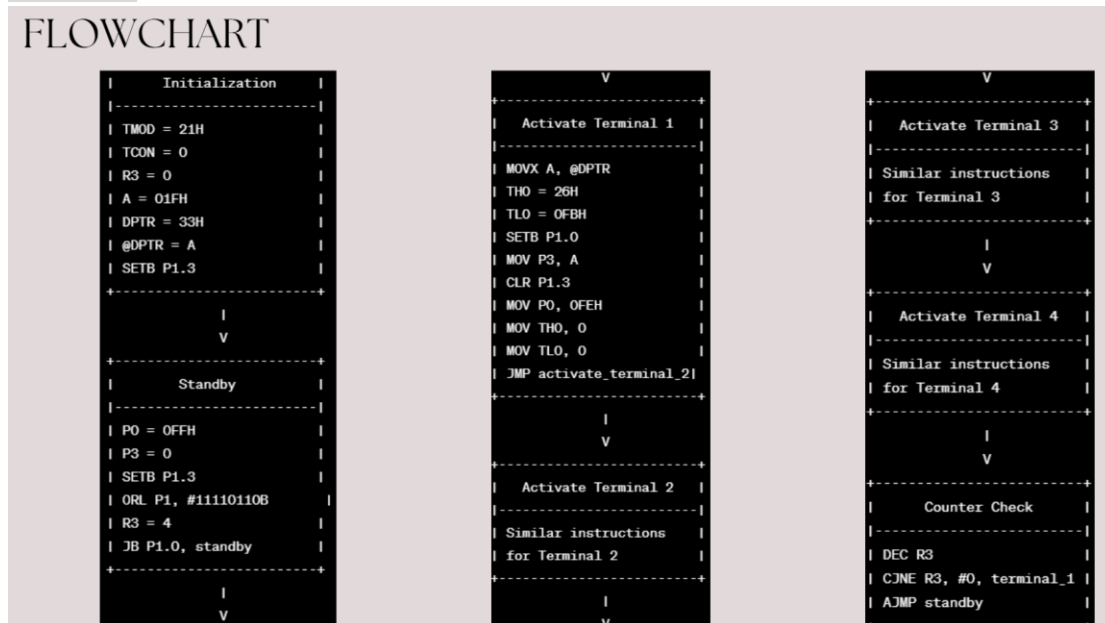 FLOWCHART
Initialization
TMOD = 21H
TCON = 0
R3 = 0
A = 01FH
DPTR = 33H
@DPTR = A
SETB P1.3
V
Standby
P0 = 0FFH
P3 = 0
SETB P1.3
ORL P1, #11110110B
R3 = 4
JB P1.0, standby
V
V
Activate Terminal 1
MOVX A, @DPTR
TH0 = 26H
TL0 = 0FBH
SETB P1.0
MOV P3, A
CLR P1.3
MOV P0, 0FEH
MOV TH0, 0
MOV TL0, 0
JMP activate_terminal_2
V
Activate Terminal 2
Similar instructions
for Terminal 2
V
V
Activate Terminal 3
Similar instructions
for Terminal 3
V
Activate Terminal 4
Similar instructions
for Terminal 4
V
Counter Check
DEC R3
CJNE R3, #0, terminal_1
AJMP standby